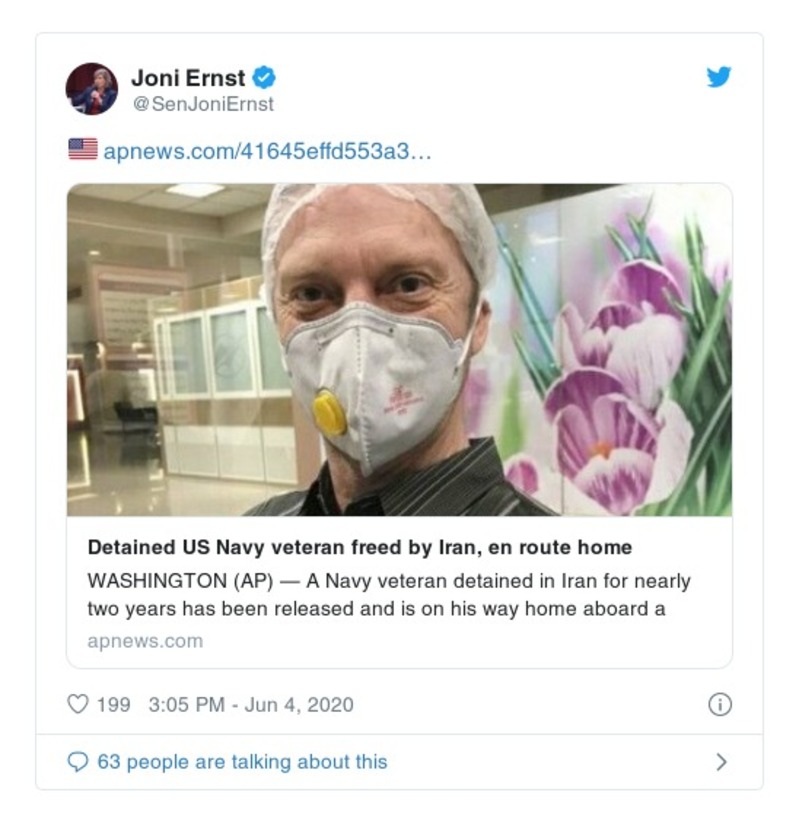 Joni Ernst
@SenJoniErnst
apnews.com/41645effd553a3…
Detained US Navy veteran freed by Iran, en route home
WASHINGTON (AP) — A Navy veteran detained in Iran for nearly
two years has been released and is on his way home aboard a
apnews.com
199 3:05 PM - Jun 4, 2020
63 people are talking about this